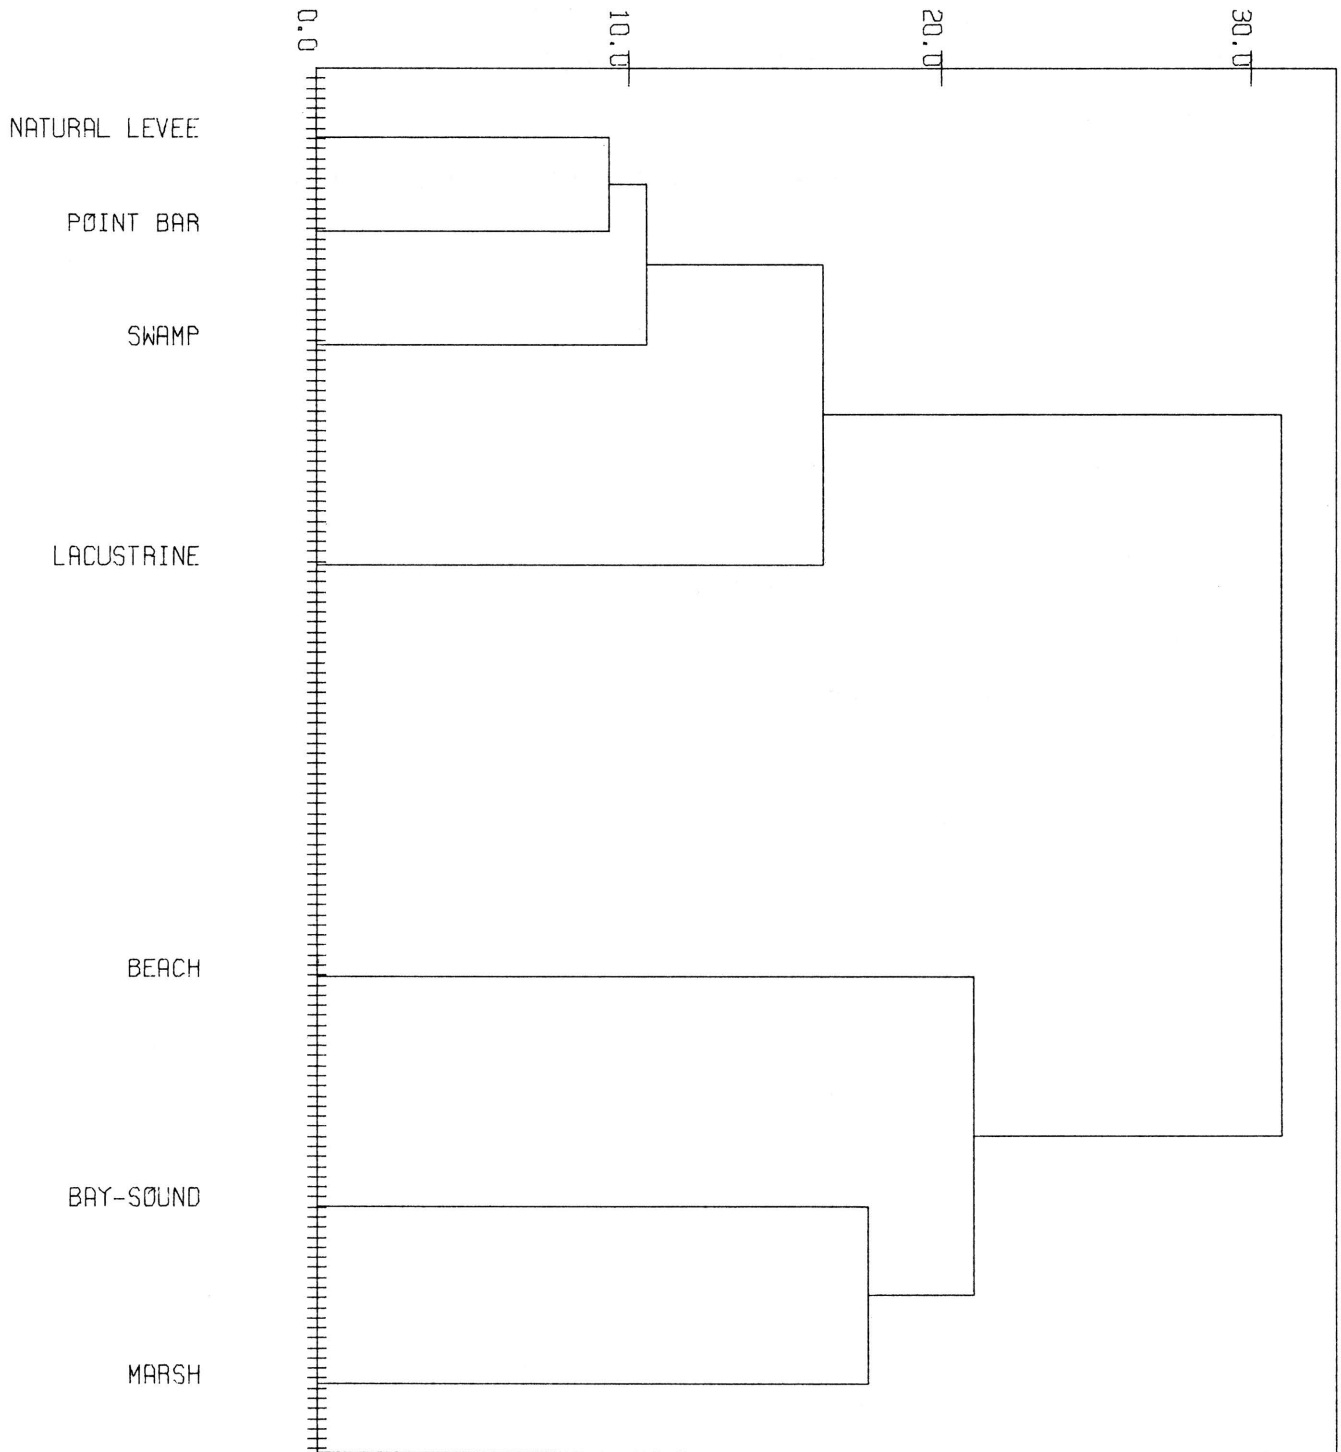 0.0 10.0 20.0 30.0
NATURAL LEVEE
PØINT BAR
SWAMP
LACUSTRINE
BEACH
BAY-SØUND
MARSH